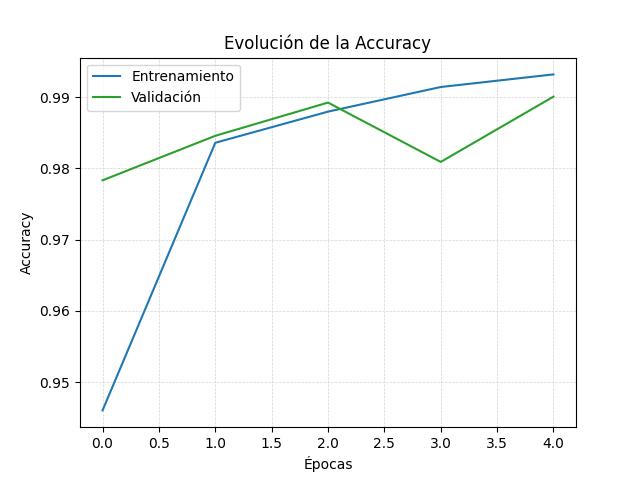 Evolución de la Accuracy
Entrenamiento
Validación
0.99
0.98
0.97
0.96
0.95
Accuracy
0.0 0.5 1.0 1.5 2.0 2.5 3.0 3.5 4.0
Épocas